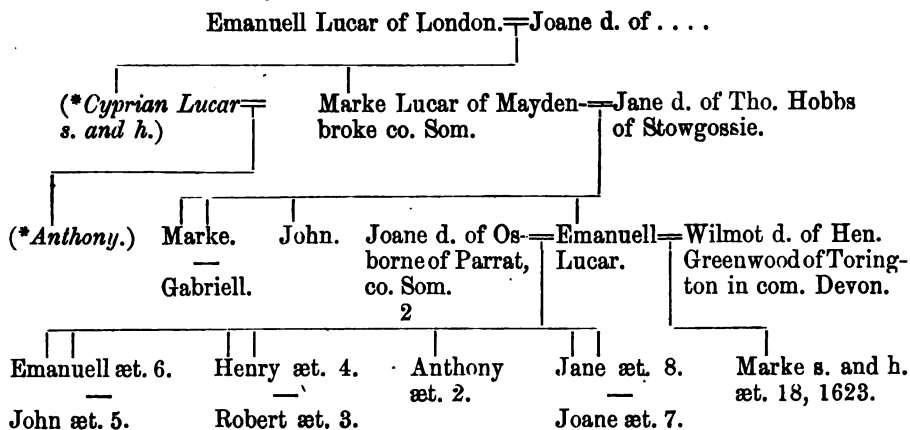 Emanuell Lucar of London.=Joane d. of . . . .
(*Cyprian Lucar=
s. and h.)
Marke Lucar of Mayden-=Jane d. of Tho. Hobbs
broke co. Som.
of Stowgossie.
(*Anthony.)
Marke.
—
Gabriell.
John.
Joane d. of Os-=Emanuell=Wilmot d. of Hen.
borne of Parrat,
co. Som.
2
Lucar.
Greenwood of Toring-
ton in com. Devon.
Emanuell æt. 6.
—
John æt. 5.
Henry æt. 4.
—
Robert æt. 3.
Anthony
æt. 2.
Jane æt. 8.
—
Joane æt. 7.
Marke s. and h.
æt. 18, 1623.